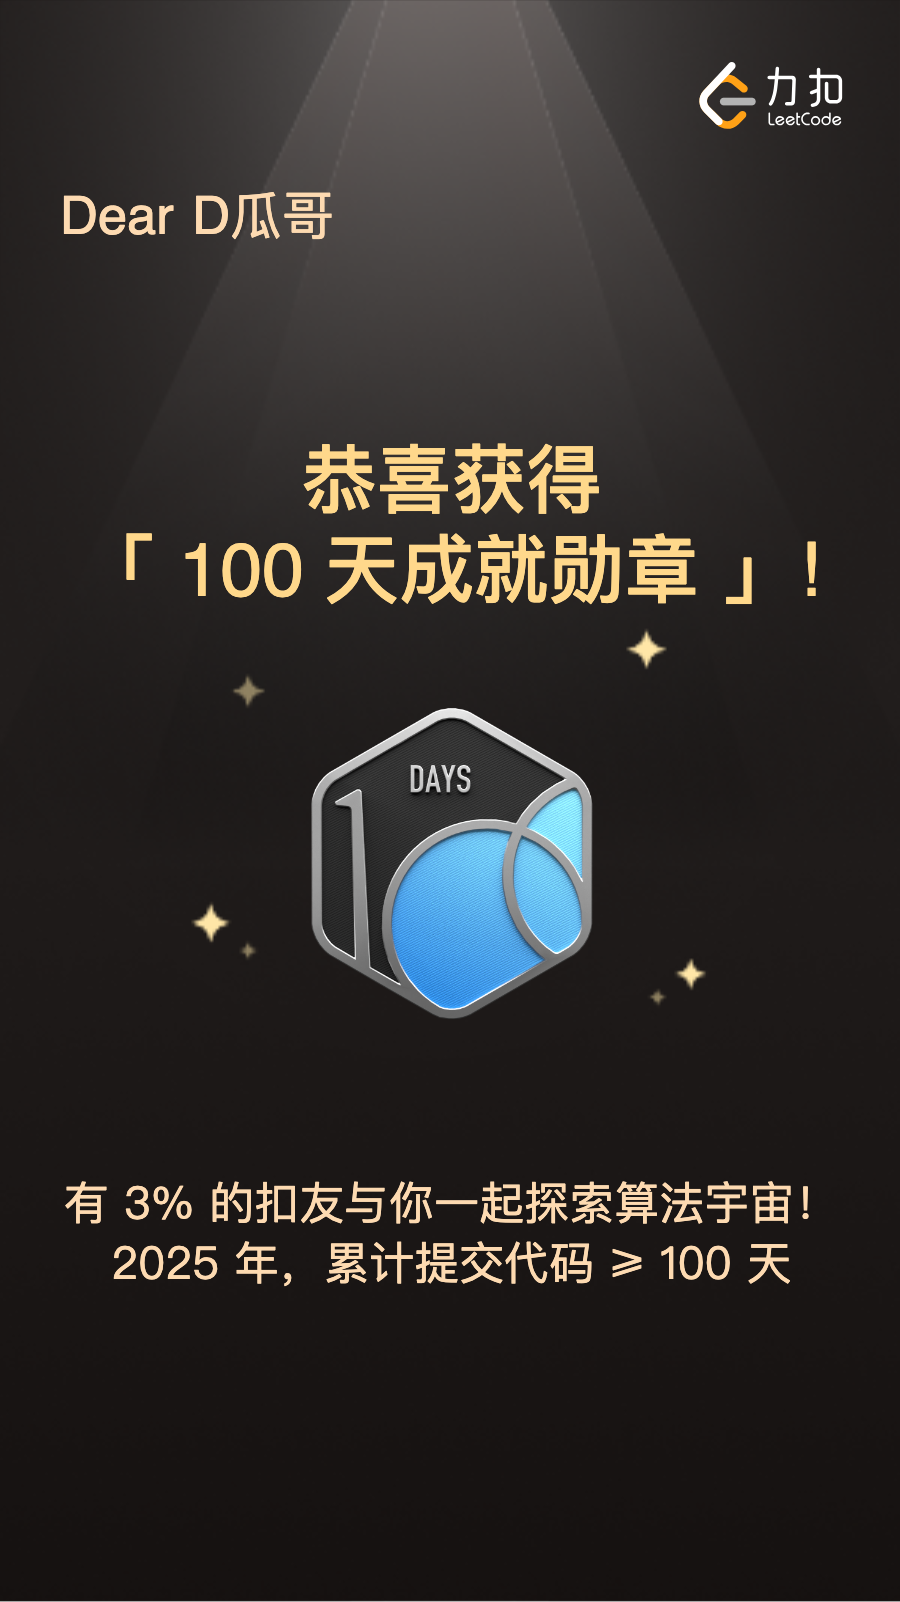 力扣
LeetCode
Dear D瓜哥
恭喜获得
「 100 天成就勋章 」!
DAYS
100
有 3% 的扣友与你一起探索算法宇宙!
2025 年，累计提交代码 ⩾ 100 天